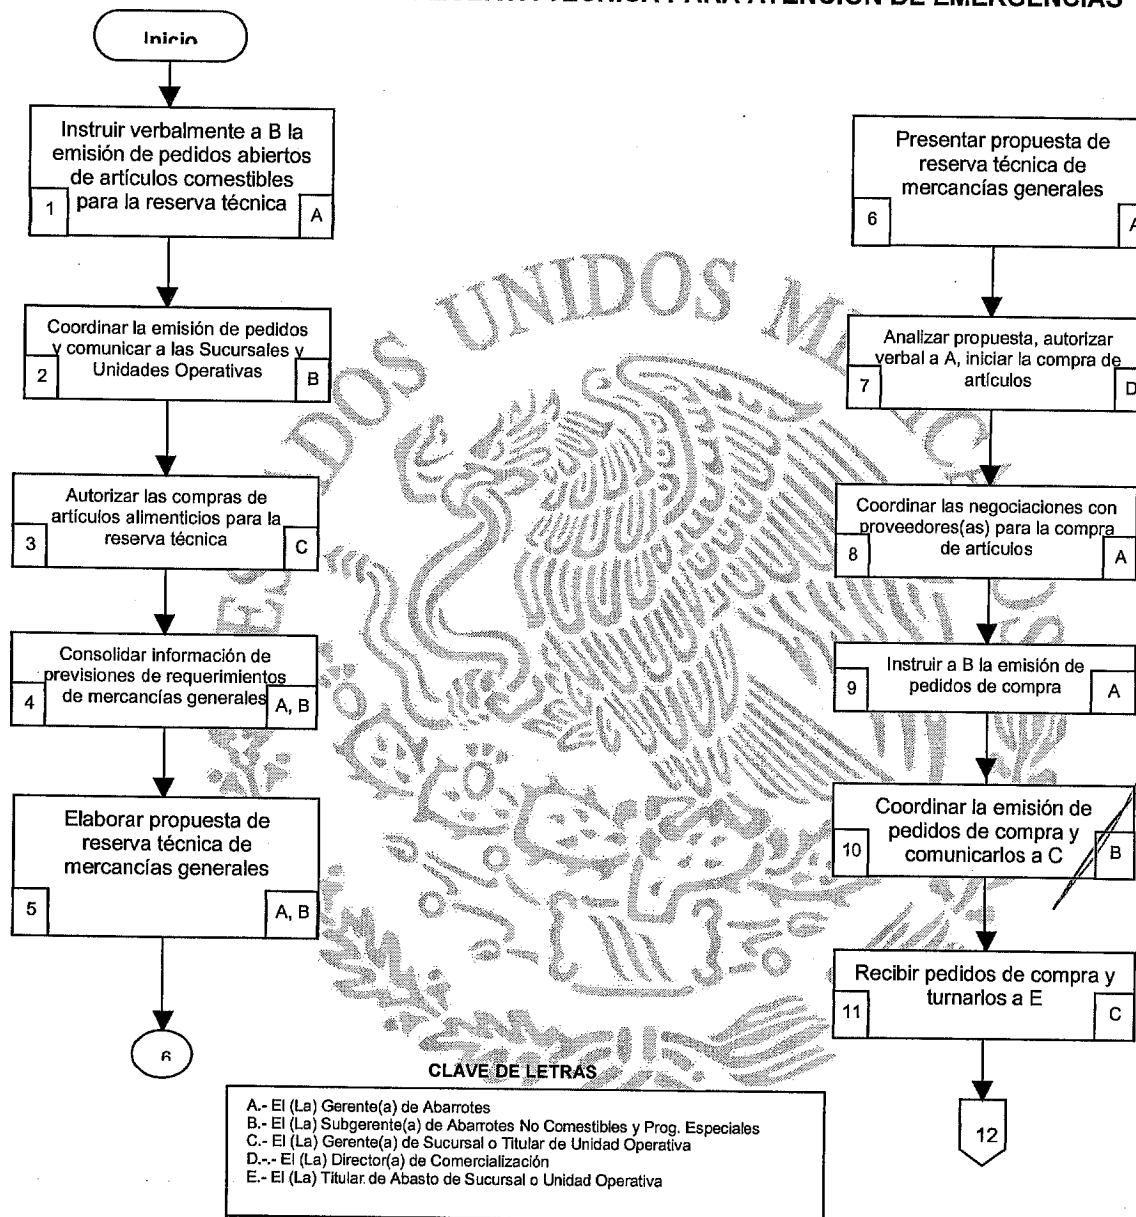 TÉCNICA PARA ATENCIÓN DE EMERGENCIAS
Inicio
Instruir verbalmente a B la
emisión de pedidos abiertos
de artículos comestibles
para la reserva técnica
1
A
Coordinar la emisión de pedidos
y comunicar a las Sucursales y
Unidades Operativas
2
B
Autorizar las compras de
artículos alimenticios para la
reserva técnica
3
C
Consolidar información de
previsiones de requerimientos
de mercancías generales
4
A, B
Elaborar propuesta de
reserva técnica de
mercancías generales
5
A, B
6
Presentar propuesta de
reserva técnica de
mercancías generales
6
A
Analizar propuesta, autorizar
verbal a A, iniciar la compra de
artículos
7
D
Coordinar las negociaciones con
proveedores(as) para la compra
de artículos
8
A
Instruir a B la emisión de
pedidos de compra
9
A
Coordinar la emisión de
pedidos de compra y
comunicarlos a C
10
B
Recibir pedidos de compra y
turnarlos a E
11
C
12
CLAVE DE LETRAS
A.- El (La) Gerente(a) de Abarrotes
B.- El (La) Subgerente(a) de Abarrotes No Comestibles y Prog. Especiales
C.- El (La) Gerente(a) de Sucursal o Titular de Unidad Operativa
D.-.- El (La) Director(a) de Comercialización
E.- El (La) Titular de Abasto de Sucursal o Unidad Operativa